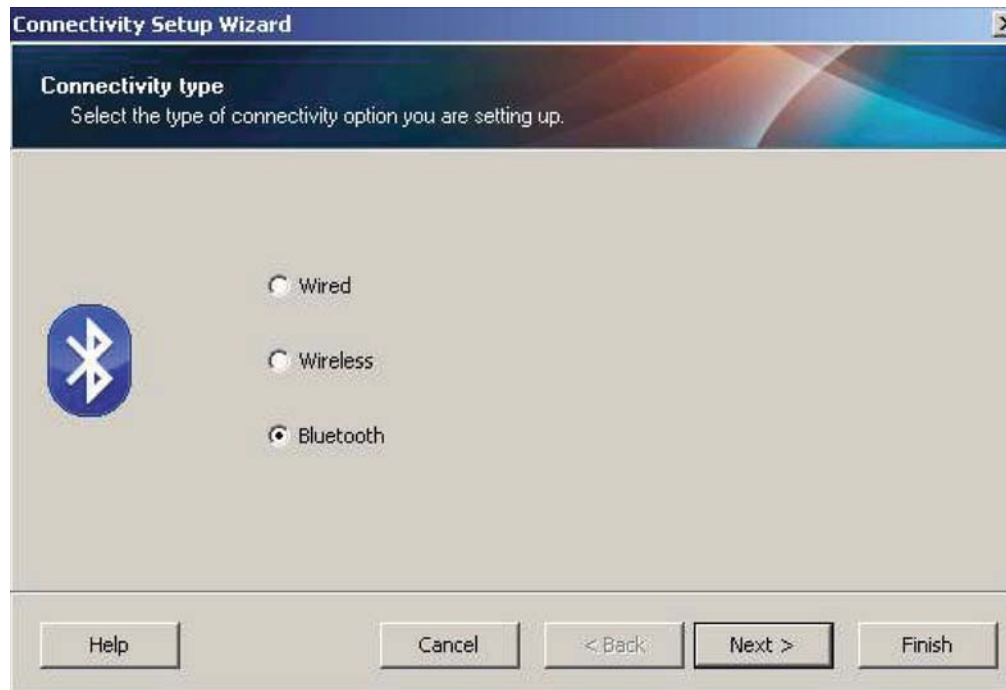 Connectivity Setup Wizard
Connectivity type
Select the type of connectivity option you are setting up.
Wired
Wireless
Bluetooth
Help Cancel < Back Next > Finish